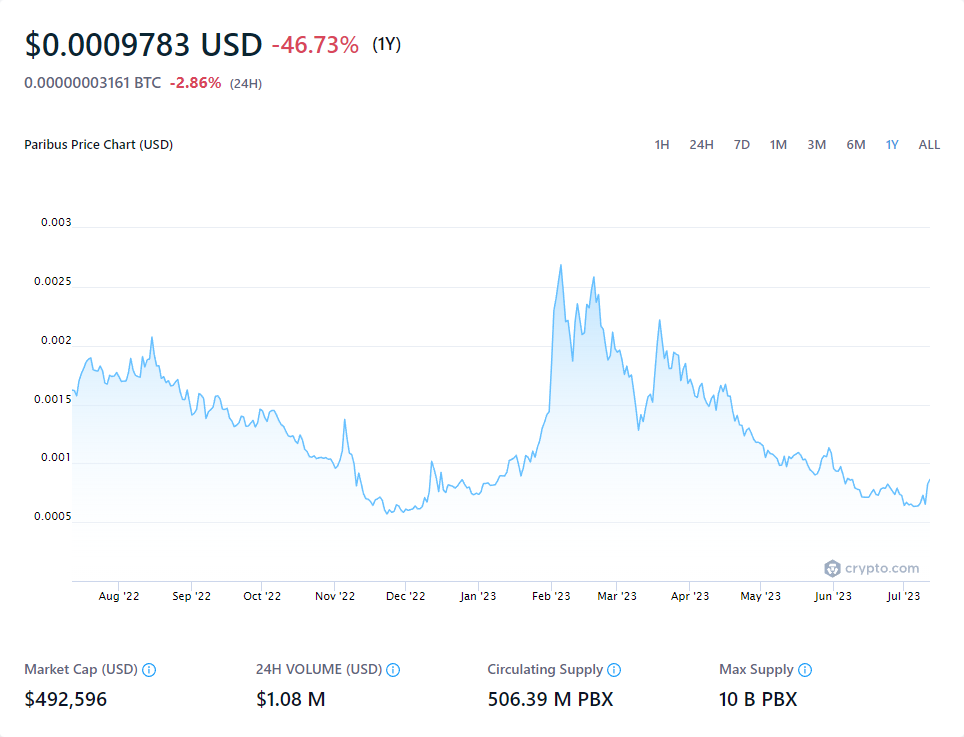 $0.0009783 USD -46.73% (1Y)
0.00000003161 BTC -2.86% (24H)
Paribus Price Chart (USD) 1H 24H 7D 1M 3M 6M 1Y ALL
0.003
0.0025
0.002
0.0015
0.001
0.0005
crypto.com
Aug '22 Sep '22 Oct '22 Nov '22 Dec '22 Jan '23 Feb '23 Mar '23 Apr '23 May '23 Jun '23 Jul '23
Market Cap (USD) 24H VOLUME (USD) Circulating Supply Max Supply
$492,596 $1.08 M 506.39 M PBX 10 B PBX